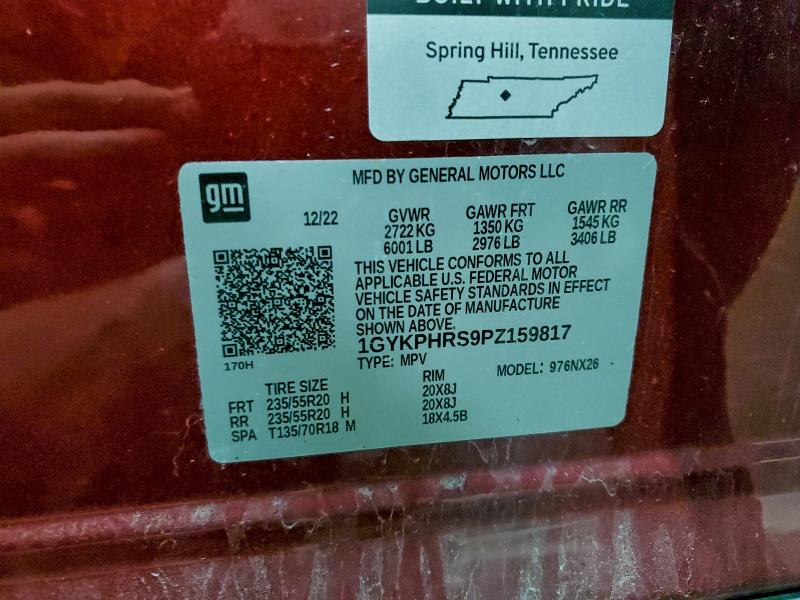 BUILT WITH PRIDE
Spring Hill, Tennessee
gm
MFD BY GENERAL MOTORS LLC
12/22 GVWR GAWR FRT GAWR RR
2722 KG 1350 KG 1545 KG
6001 LB 2976 LB 3406 LB
THIS VEHICLE CONFORMS TO ALL
APPLICABLE U.S. FEDERAL MOTOR
VEHICLE SAFETY STANDARDS IN EFFECT
ON THE DATE OF MANUFACTURE
SHOWN ABOVE.
1GYKPHRS9PZ159817
170H TYPE: MPV MODEL: 976NX26
TIRE SIZE RIM
FRT 235/55R20 H 20X8J
RR 235/55R20 H 20X8J
SPA T135/70R18 M 18X4.5B